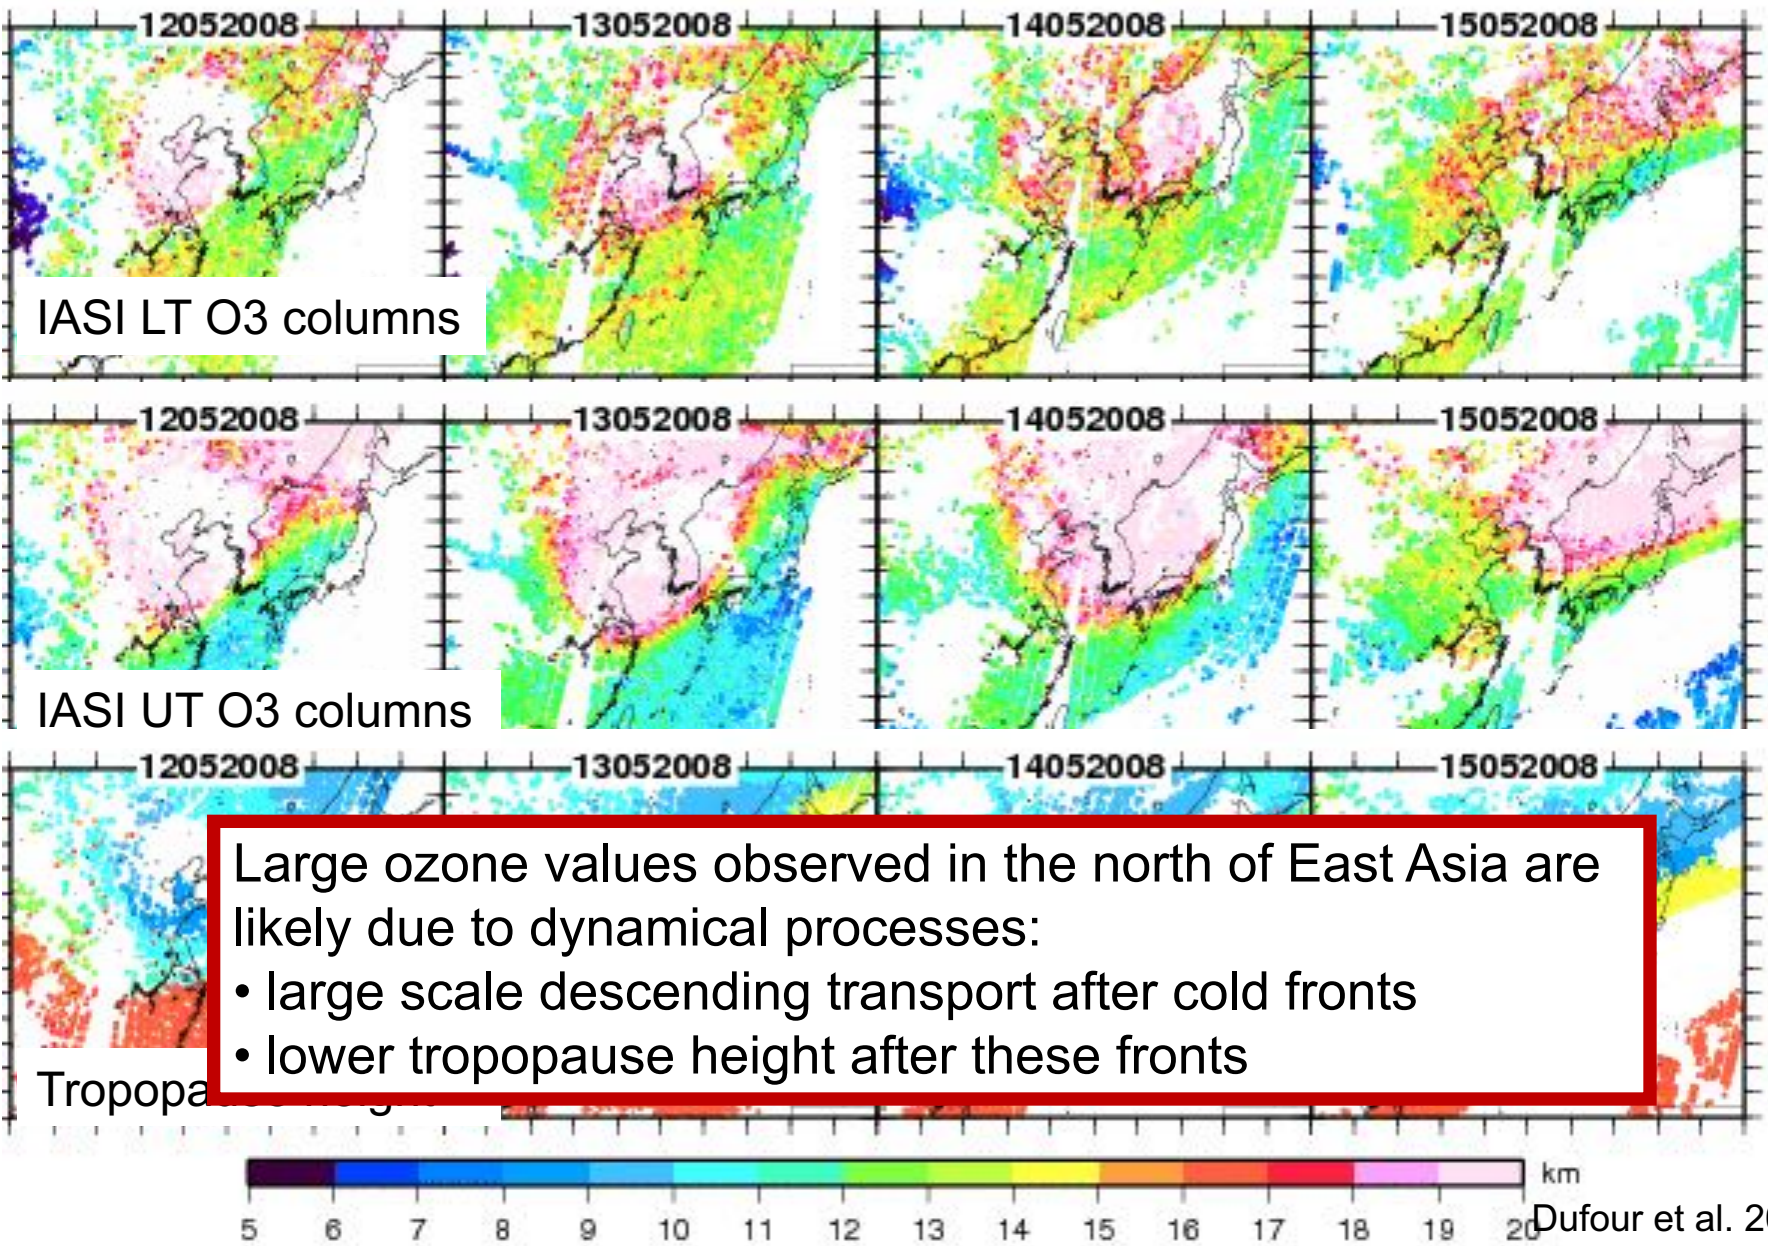 12052008 13052008 14052008 15052008
IASI LT O3 columns
12052008 13052008 14052008 15052008
IASI UT O3 columns
12052008 13052008 14052008 15052008
Large ozone values observed in the north of East Asia are
likely due to dynamical processes:
• large scale descending transport after cold fronts
• lower tropopause height after these fronts
km
5 6 7 8 9 10 11 12 13 14 15 16 17 18 19 20
Dufour et al.